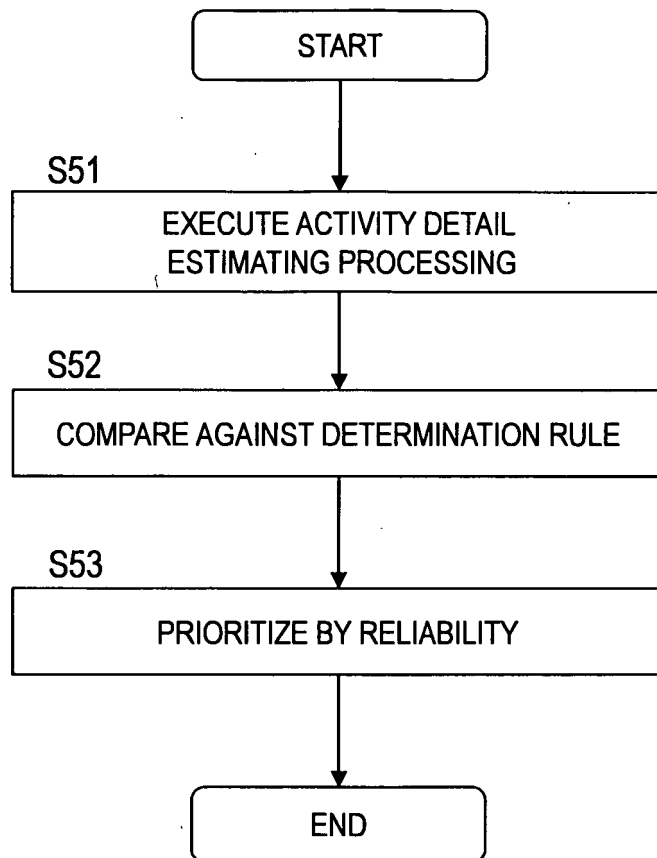 START
S51
EXECUTE ACTIVITY DETAIL
ESTIMATING PROCESSING
S52
COMPARE AGAINST DETERMINATION RULE
S53
PRIORITIZE BY RELIABILITY
END